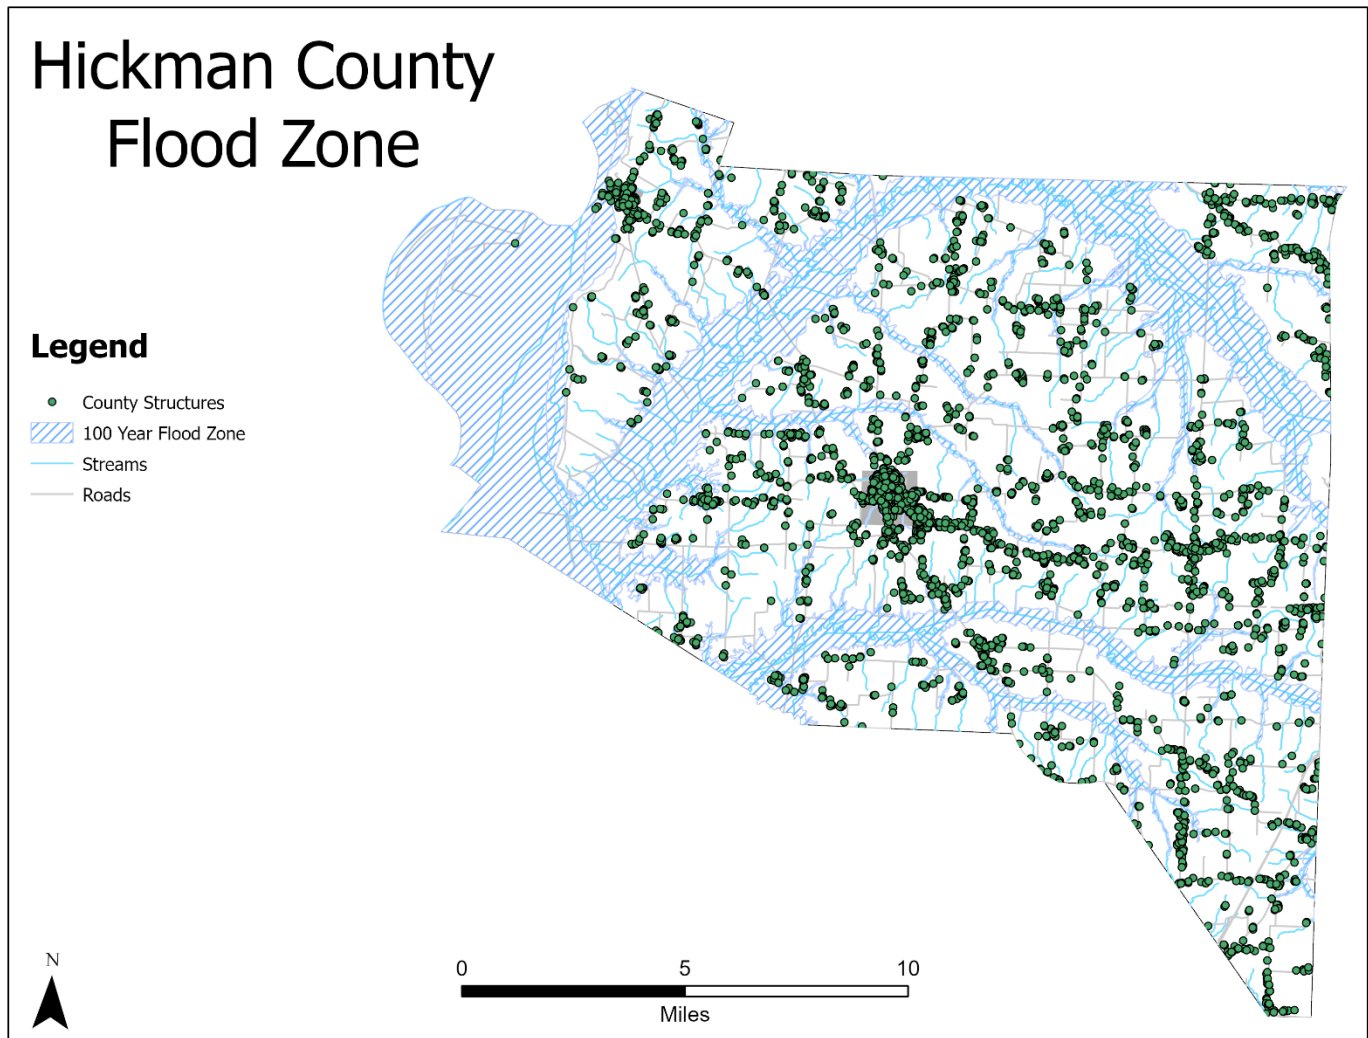 Hickman County
Flood Zone
Legend
County Structures
100 Year Flood Zone
Streams
Roads
N
0 5 10
Miles